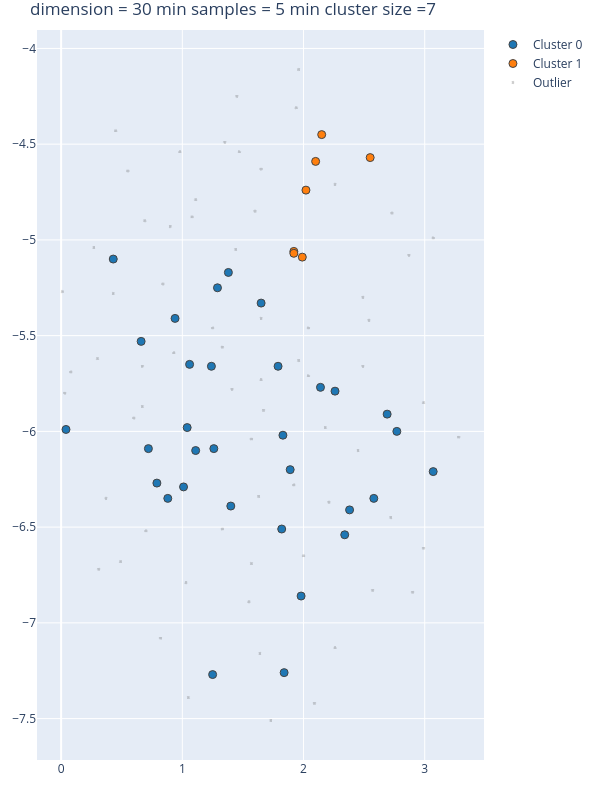 dimension = 30 min samples = 5 min cluster size =7
Cluster 0
Cluster 1
Outlier
−4
−4.5
−5
−5.5
−6
−6.5
−7
−7.5
0 1 2 3